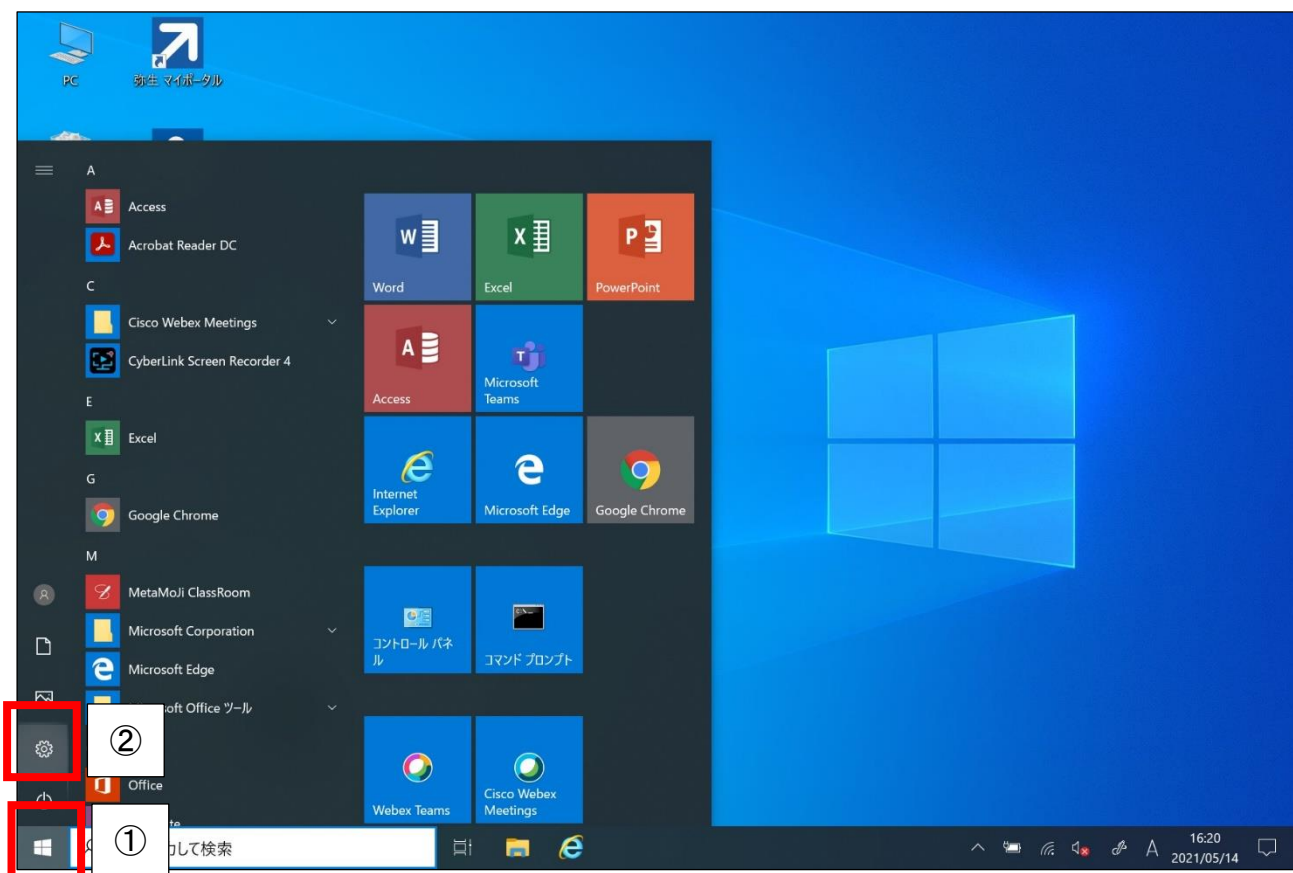 PC
弥生 マイポータル
A
Access
Acrobat Reader DC
C
Cisco Webex Meetings
CyberLink Screen Recorder 4
E
Excel
G
Google Chrome
M
MetaMoJi ClassRoom
Microsoft Corporation
Microsoft Edge
soft Office ツール
Office
Word
Excel
PowerPoint
Access
Microsoft
Teams
Internet
Explorer
Microsoft Edge
Google Chrome
コントロール パネ
ル
コマンド プロンプト
Webex Teams
Cisco Webex
Meetings
②
①
して検索
A
16:20
2021/05/14